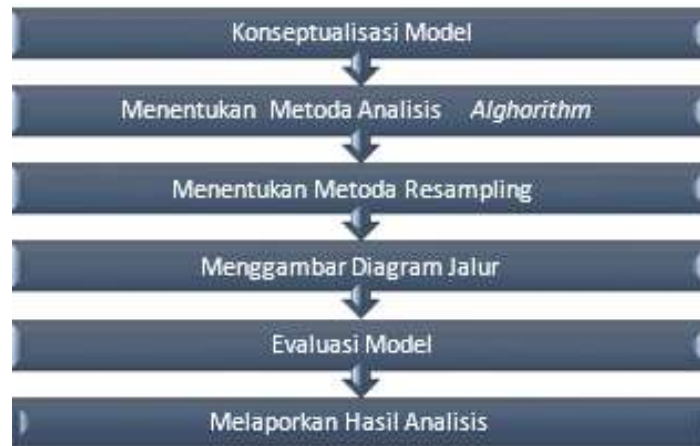 Konseptualisasi Model
Menentukan Metoda Analisis Alghorithm
Menentukan Metoda Resampling
Menggambar Diagram Jalur
Evaluasi Model
Melaporkan Hasil Analisis